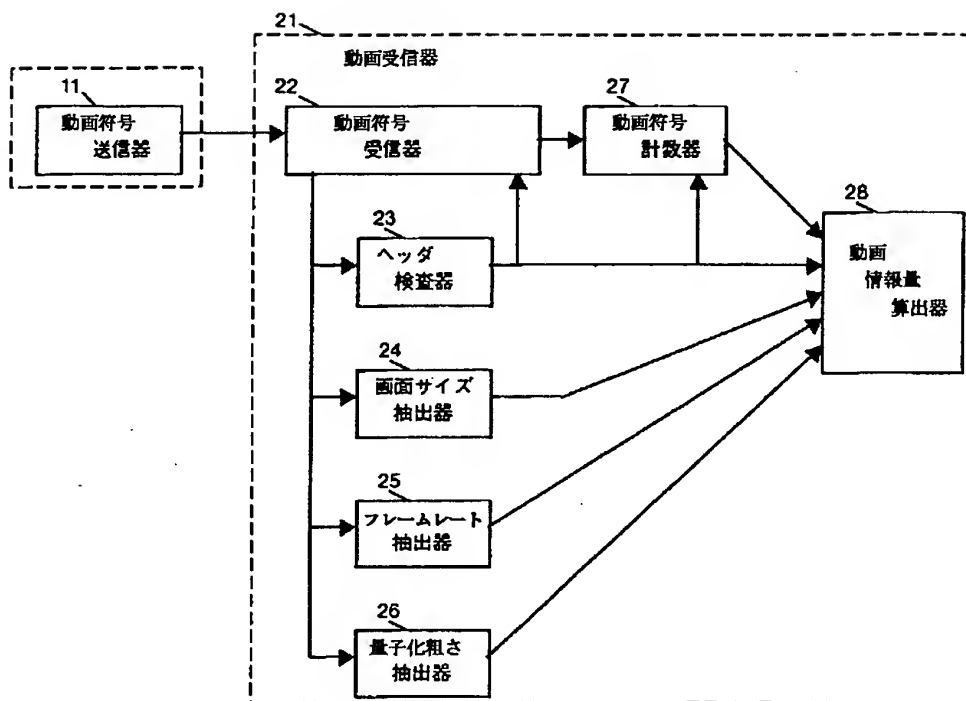 21
動画受信器
11
動画符号
送信器
22
動画符号
受信器
27
動画符号
計数器
28
動画
情報量
算出器
23
ヘッダ
検査器
24
画面サイズ
抽出器
25
フレームレート
抽出器
26
量子化粗さ
抽出器